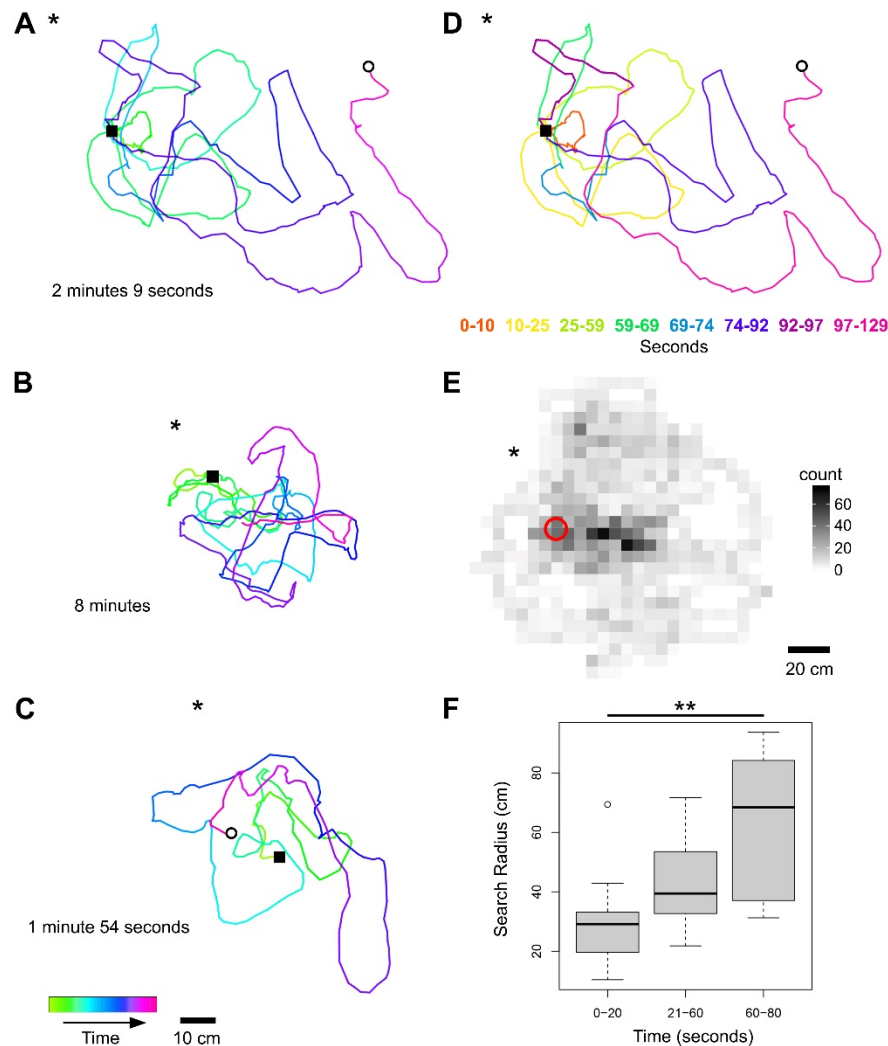 A * D *
2 minutes 9 seconds
0-10 10-25 25-59 59-69 69-74 74-92 92-97 97-129
Seconds
B E
* *
count
60
40
20
0
8 minutes
20 cm
C * F
**
Search Radius (cm)
80
60
40
20
1 minute 54 seconds
0−20 21−60 60−80
Time 10 cm Time (seconds)